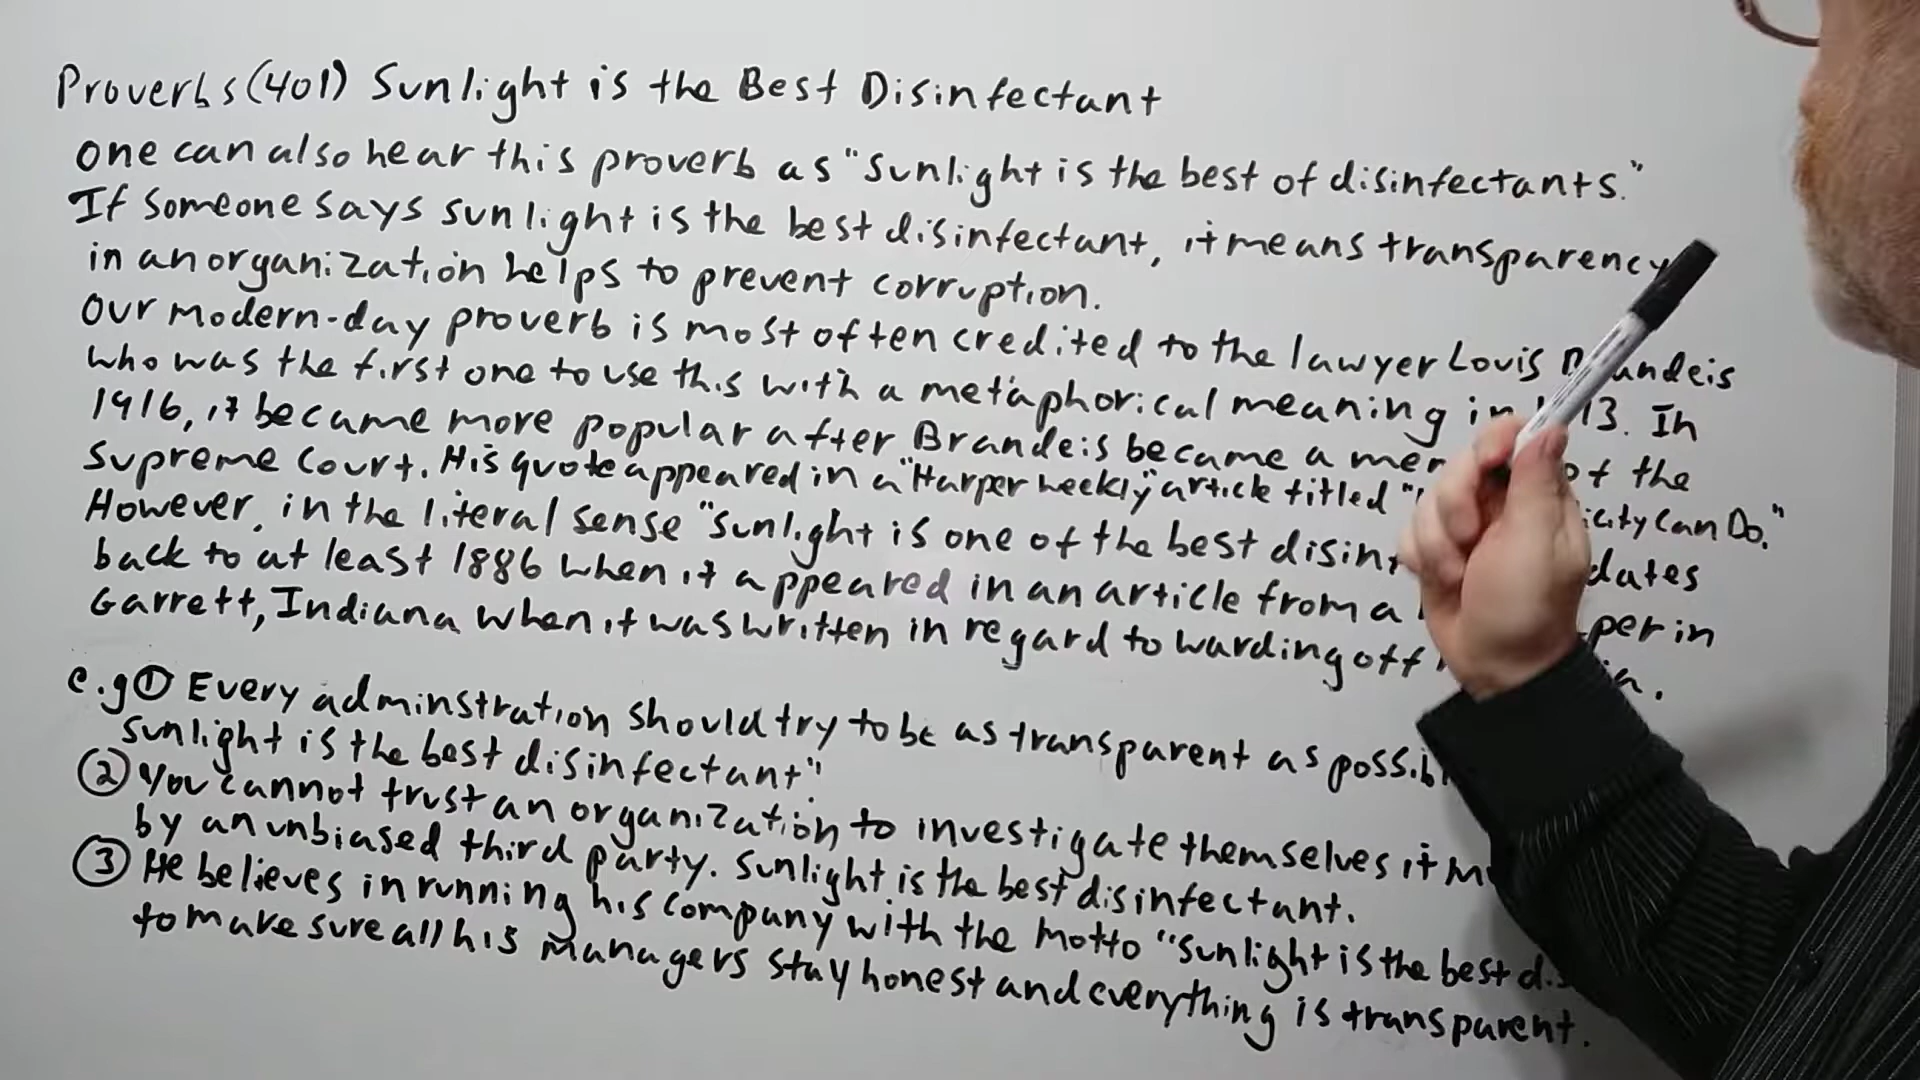 Proverbs (401) Sunlight is the Best Disinfectant
one can also hear this proverb as "Sunlight is the best of disinfectants."
If someone says sunlight is the best disinfectant, it means transparency
in an organization helps to prevent corruption.
Our modern-day proverb is most often credited to the lawyer Louis
who was the first one to use this with a metaphorical meaning in In
1916, it became more popular after Brandeis became a of the
Supreme Court. His quote appeared in a "Harper weekly" article titled Can Do."
However, in the literal sense "sunlight is one of the best dates
back to at least 1886 when it appeared in an article from a in
Garrett, Indiana when it was written in regard to warding off
e.g ① Every adminstration should try to be as transparent as
sunlight is the best disinfectant"
② You cannot trust an organization to investigate themselves it
by an unbiased third party. Sunlight is the best disinfectant.
③ He believes in running his company with the motto "Sunlight is the best
to make sure all his managers stay honest and everything is transparent.